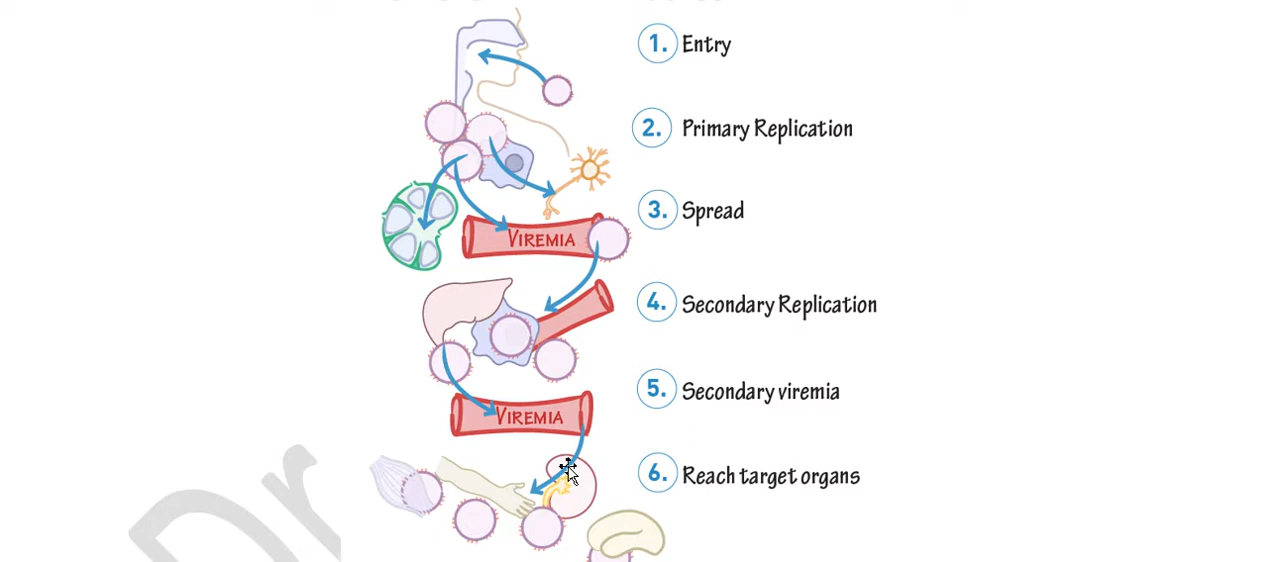 1. Entry
2. Primary Replication
3. Spread
VIREMIA
4. Secondary Replication
5. Secondary viremia
VIREMIA
6. Reach target organs
Dr